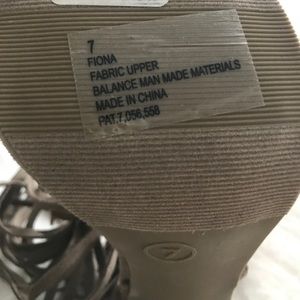 7
FIONA
FABRIC UPPER
BALANCE MAN MADE MATERIALS
MADE IN CHINA
PAT.7,056,558
7